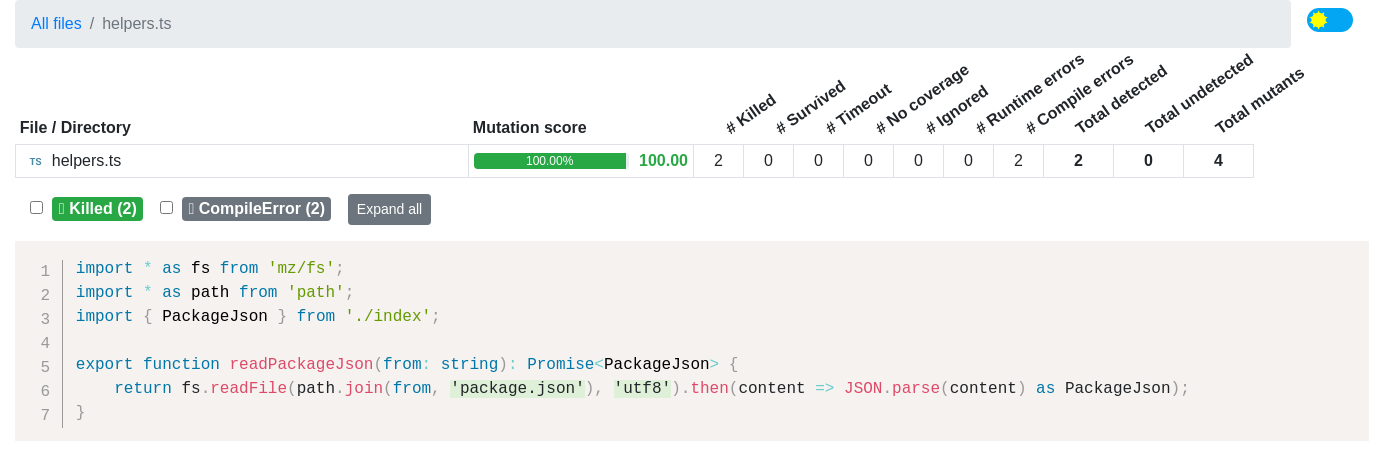 All files / helpers.ts
File / Directory Mutation score # Killed # Survived # Timeout # No coverage # Ignored # Runtime errors # Compile errors Total detected Total undetected Total mutants
TS helpers.ts 100.00% 100.00 2 0 0 0 0 0 2 2 0 4
Killed (2) CompileError (2) Expand all
1 import * as fs from 'mz/fs';
2 import * as path from 'path';
3 import { PackageJson } from './index';
4
5 export function readPackageJson(from: string): Promise<PackageJson> {
6     return fs.readFile(path.join(from, 'package.json'), 'utf8').then(content => JSON.parse(content) as PackageJson);
7 }